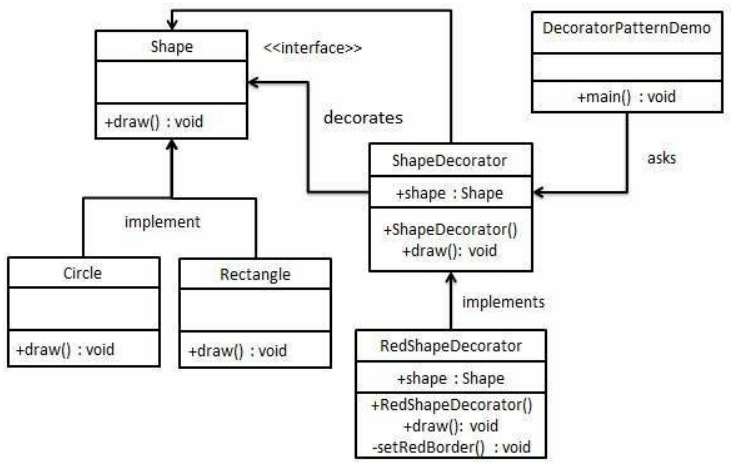 Shape
<<interface>>
+draw() : void
DecoratorPatternDemo
+main() : void
decorates
asks
ShapeDecorator
+shape : Shape
+ShapeDecorator()
+draw(): void
implement
Circle
+draw() : void
Rectangle
+draw() : void
implements
RedShapeDecorator
+shape : Shape
+RedShapeDecorator()
+draw(): void
-setRedBorder() : void